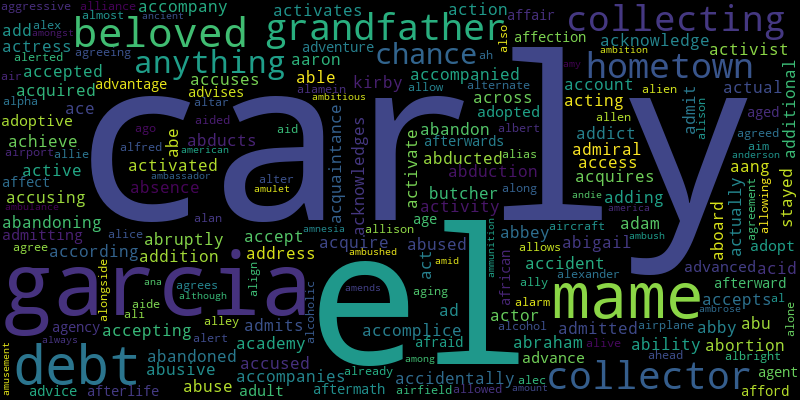 aggressive alliance almost ancient accompany activates action affair collecting
add alex beloved grandfather amongst adventure affection acknowledge agreeing
actress alerted anything aaron chance ah also ambition activist
accepted advantage accuses able kirby accompanied hometown
air acquired advises alamein ambitious allow across alternate amy account alien actual
alpha ace altar adopted acting allen admit alison aged additional
adoptive ago abe aided aid acquaintance acknowledges abandon albert addict admiral agreed
achieve allie alfred american activate afterwards alias access aim
airport activated abducts abducted abduction along acquires anderson
active absence ambassador alter butcher andie adding aang allowing
affect amulet activity age america agreement stayed
accusing ambulance carly
abandoning alice alan allison abbey aircraft adam aboard actually
admitting abruptly accept amnesia acquire abused african allows abigail ambush adopt
agree according addition address ambushed act amid ammunition accident advanced acid
alongside ana agrees align alcoholic aging ally alexander afterward
garcia although amends el alarm mame accepts al
aide ad actor airplane ambrose alone
ali alley admits accomplice alcohol admitted abby abu
agency accepting alert academy afraid abraham alive ability abortion
amusement always debt abandoned accused among advance ahead albright
abusive accompanies already accidentally alec collector agent
advice afterlife abuse adult aftermath airfield allowed amount afford